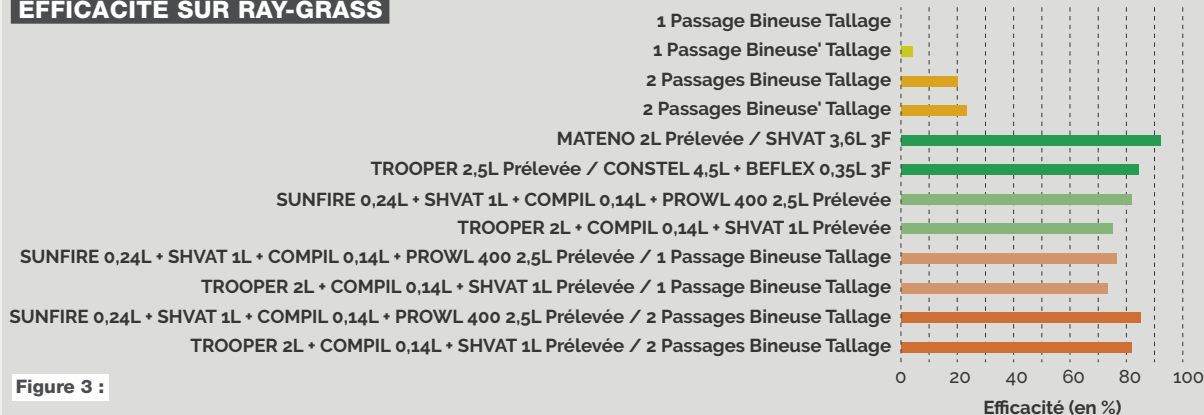 EFFICACITÉ SUR RAY-GRASS
1 Passage Bineuse Tallage
1 Passage Bineuse' Tallage
2 Passages Bineuse Tallage
2 Passages Bineuse' Tallage
MATENO 2L Prélevée / SHVAT 3,6L 3F
TROOPER 2,5L Prélevée / CONSTEL 4,5L + BEFLEX 0,35L 3F
SUNFIRE 0,24L + SHVAT 1L + COMPIL 0,14L + PROWL 400 2,5L Prélevée
TROOPER 2L + COMPIL 0,14L + SHVAT 1L Prélevée
SUNFIRE 0,24L + SHVAT 1L + COMPIL 0,14L + PROWL 400 2,5L Prélevée / 1 Passage Bineuse Tallage
TROOPER 2L + COMPIL 0,14L + SHVAT 1L Prélevée / 1 Passage Bineuse Tallage
SUNFIRE 0,24L + SHVAT 1L + COMPIL 0,14L + PROWL 400 2,5L Prélevée / 2 Passages Bineuse Tallage
TROOPER 2L + COMPIL 0,14L + SHVAT 1L Prélevée / 2 Passages Bineuse Tallage
0 20 40 60 80 100
Efficacité (en %)
Figure 3 :